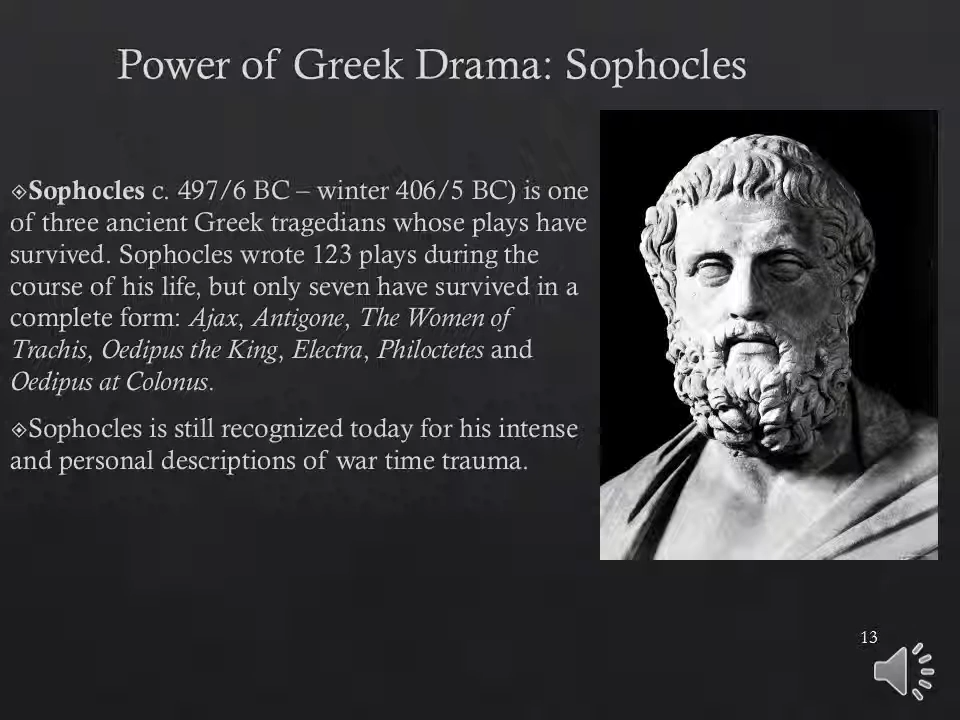 Power of Greek Drama: Sophocles
◈Sophocles c. 497/6 BC – winter 406/5 BC) is one
of three ancient Greek tragedians whose plays have
survived. Sophocles wrote 123 plays during the
course of his life, but only seven have survived in a
complete form: Ajax, Antigone, The Women of
Trachis, Oedipus the King, Electra, Philoctetes and
Oedipus at Colonus.
◈Sophocles is still recognized today for his intense
and personal descriptions of war time trauma.
13